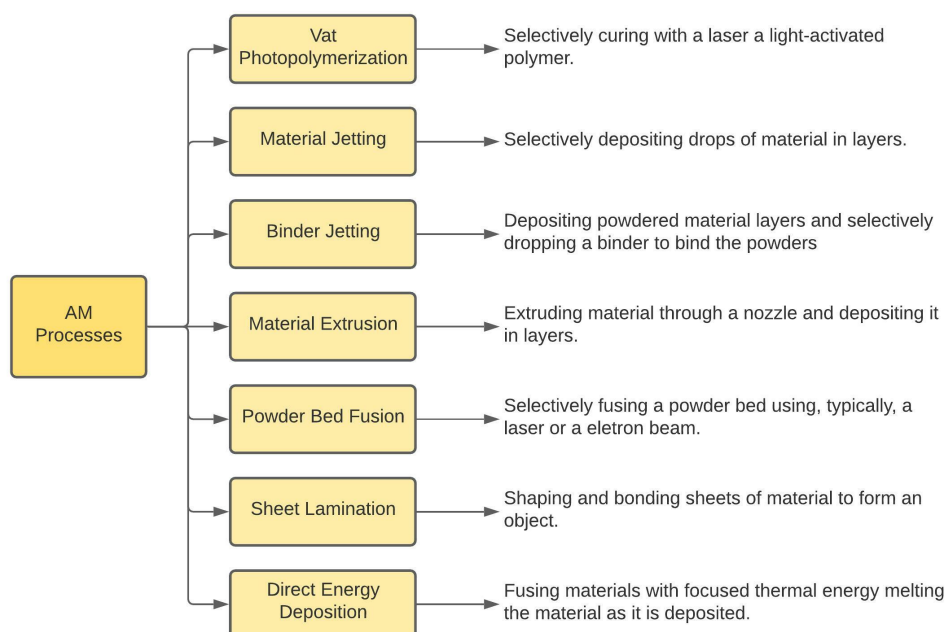 AM
Processes
Vat
Photopolymerization
Selectively curing with a laser a light-activated
polymer.
Material Jetting
Selectively depositing drops of material in layers.
Binder Jetting
Depositing powdered material layers and selectively
dropping a binder to bind the powders
Material Extrusion
Extruding material through a nozzle and depositing it
in layers.
Powder Bed Fusion
Selectively fusing a powder bed using, typically, a
laser or a eletron beam.
Sheet Lamination
Shaping and bonding sheets of material to form an
object.
Direct Energy
Deposition
Fusing materials with focused thermal energy melting
the material as it is deposited.